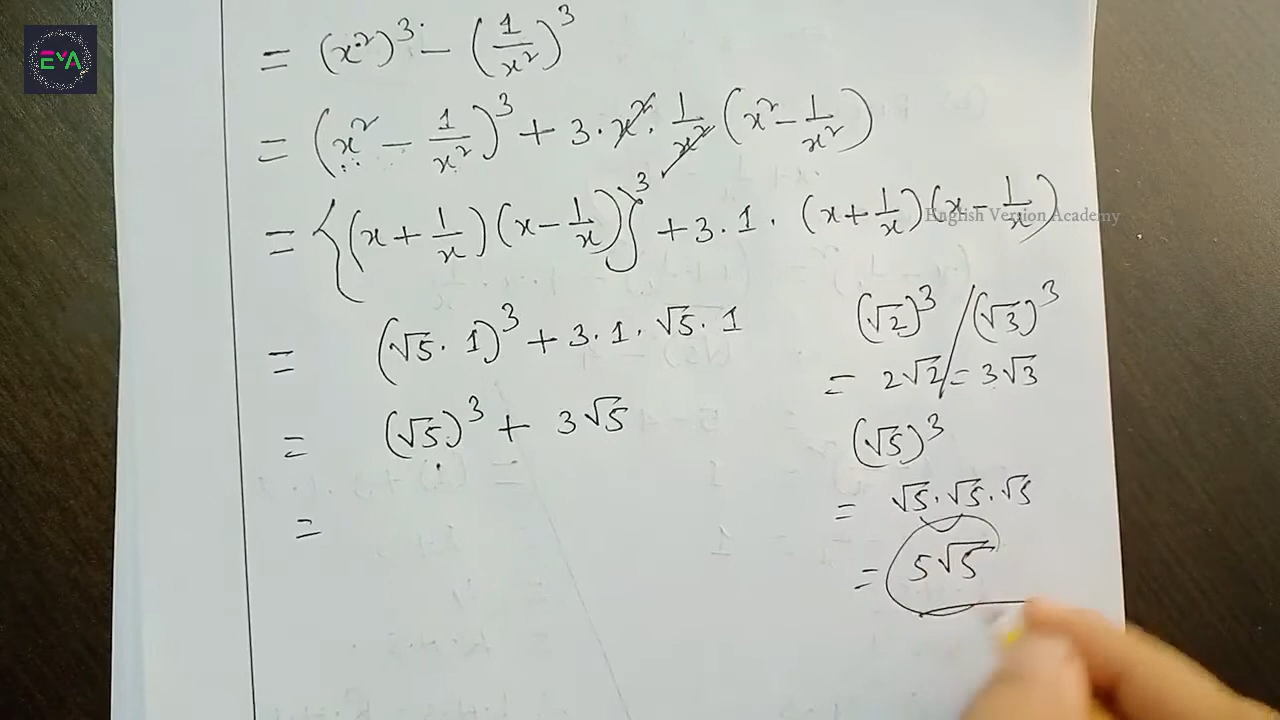 EYA
= (x²)³ - (1/x²)³
= (x² - 1/x²)³ + 3 · x² · 1/x² (x² - 1/x²)
= {(x + 1/x)(x - 1/x)}³ + 3 · 1 · (x + 1/x)(x - 1/x)
English Version Academy
= (√5 · 1)³ + 3 · 1 · √5 · 1
= (√5)³ + 3√5
=
(√2)³ / (√3)³
= 2√2 / = 3√3
(√5)³
= √5 · √5 · √5
= 5√5